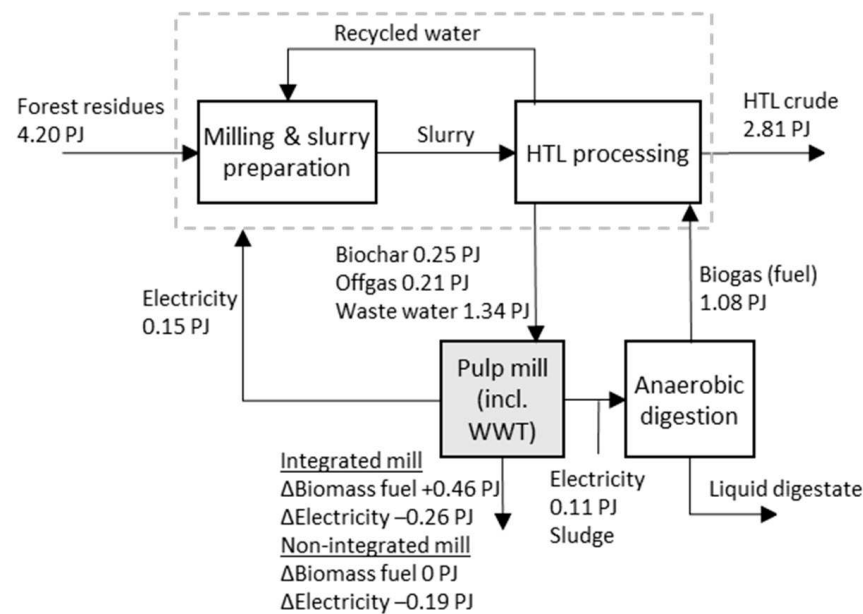 Recycled water
Forest residues
4.20 PJ
Milling & slurry
preparation
Slurry
HTL processing
HTL crude
2.81 PJ
Electricity
0.15 PJ
Biochar 0.25 PJ
Offgas 0.21 PJ
Waste water 1.34 PJ
Biogas (fuel)
1.08 PJ
Pulp mill
(incl.
WWT)
Anaerobic
digestion
Integrated mill
ΔBiomass fuel +0.46 PJ
ΔElectricity –0.26 PJ
Non-integrated mill
ΔBiomass fuel 0 PJ
ΔElectricity –0.19 PJ
Electricity
0.11 PJ
Sludge
Liquid digestate